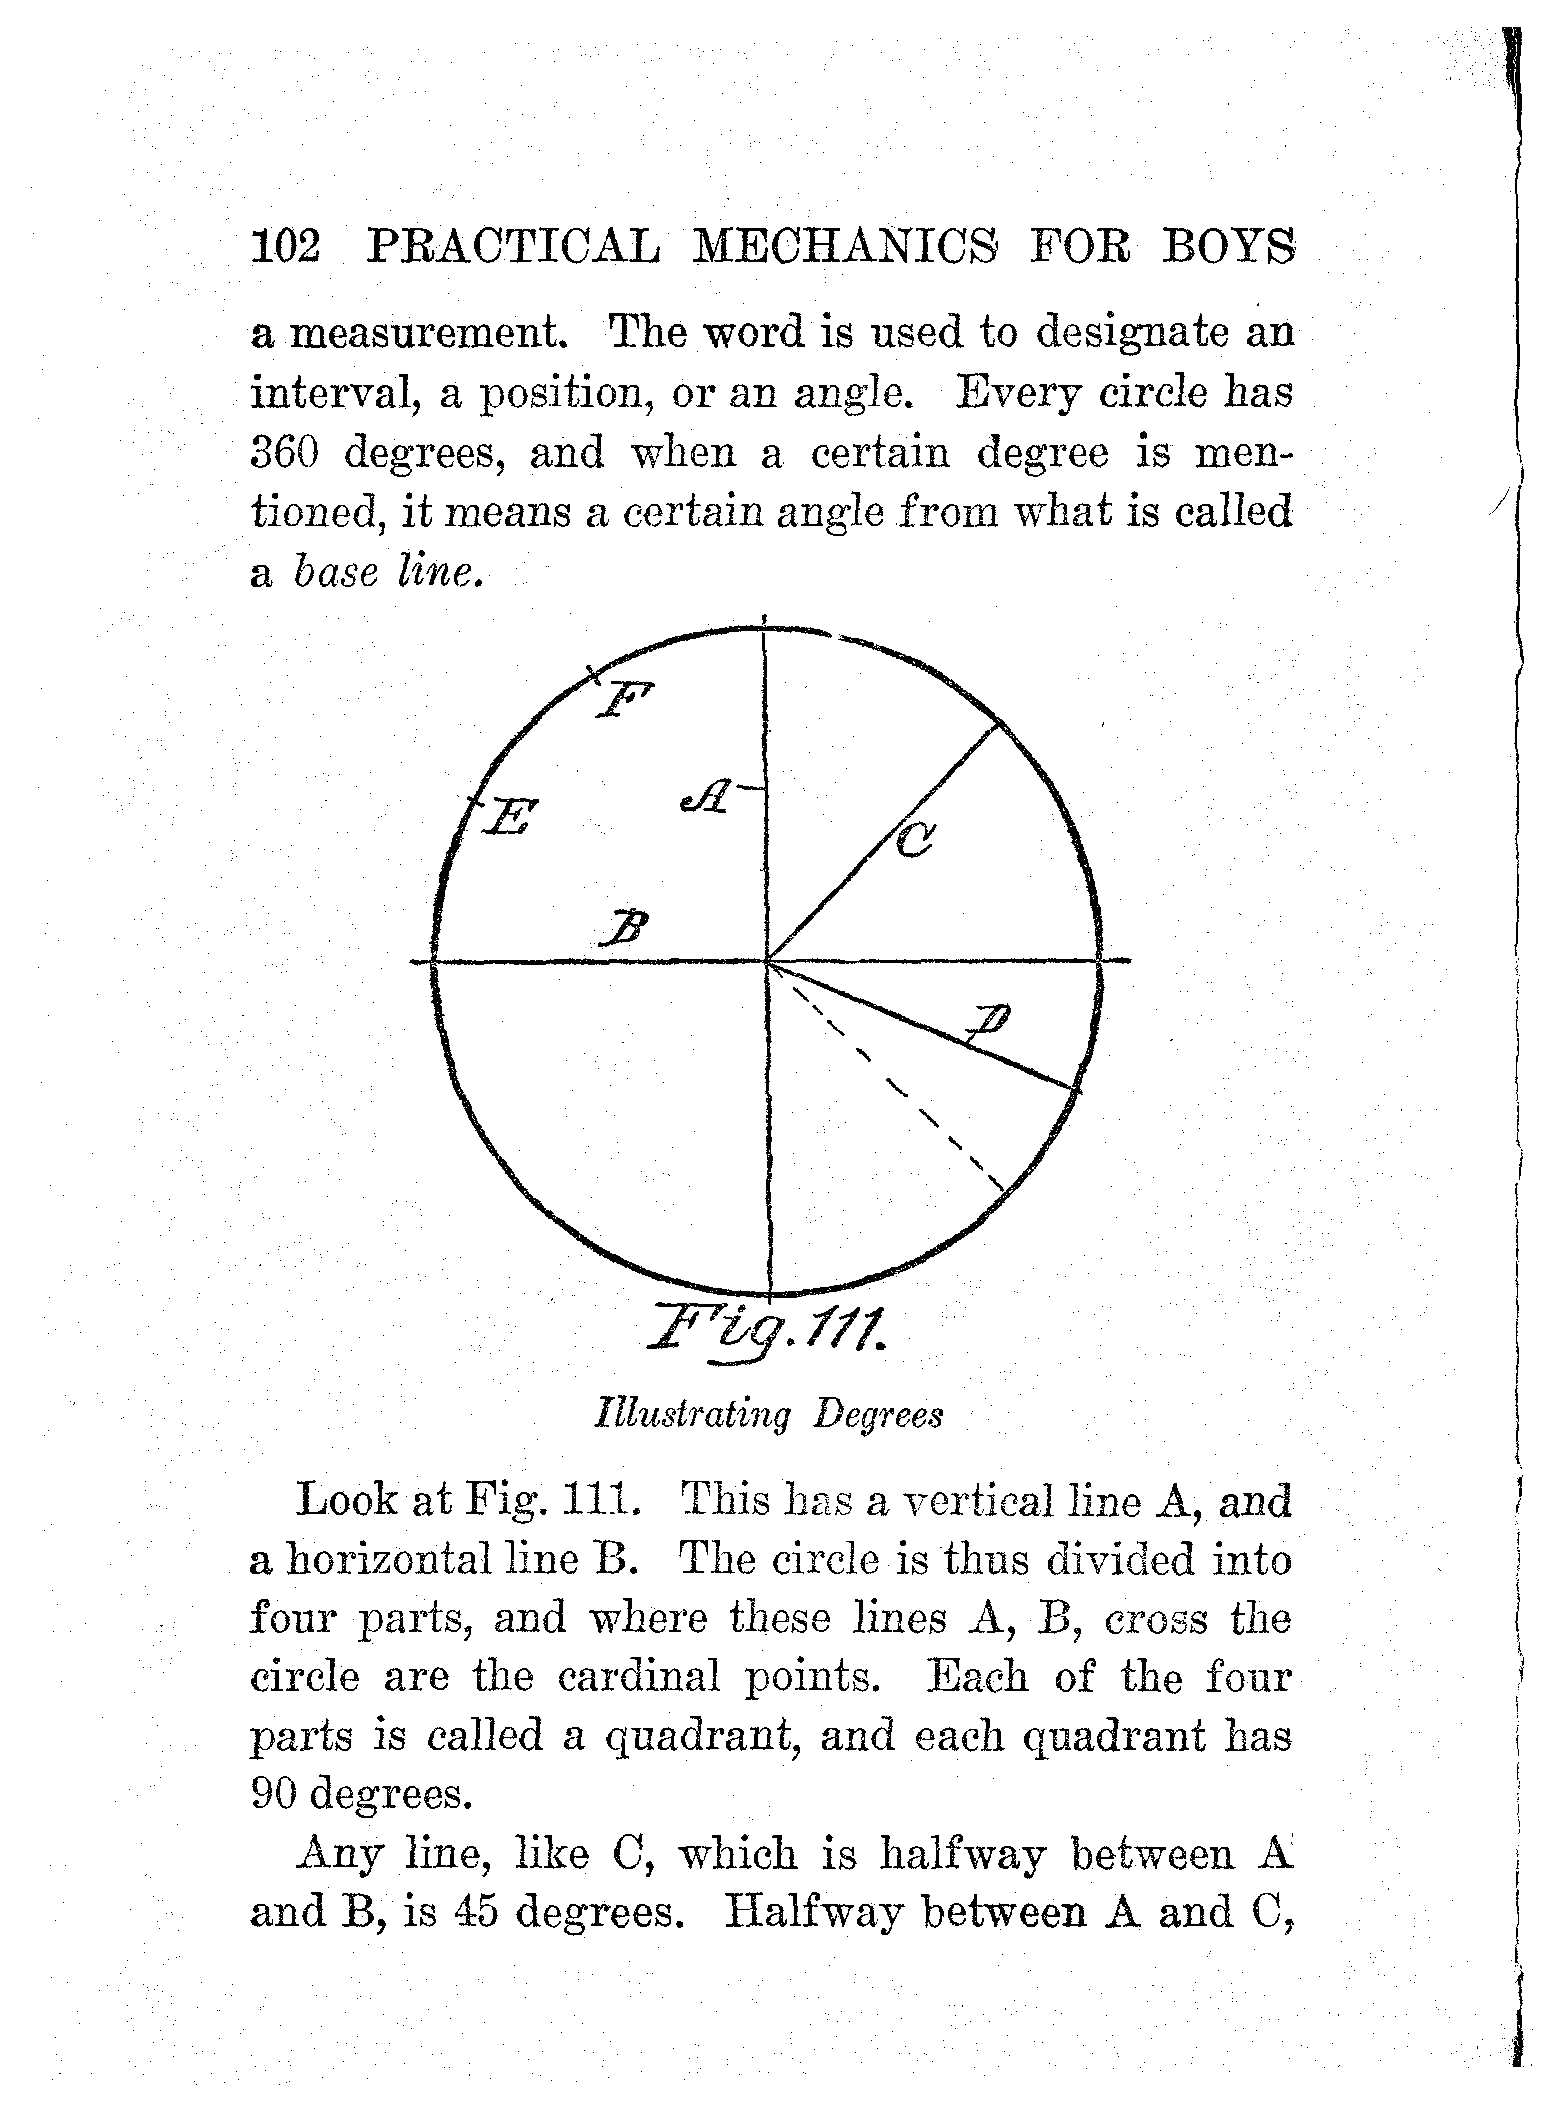 102 PRACTICAL MECHANICS FOR BOYS
a measurement. The word is used to designate an
interval, a position, or an angle. Every circle has
360 degrees, and when a certain degree is men-
tioned, it means a certain angle from what is called
a base line.
F
A
E
C
B
D
Fig. 111.
Illustrating Degrees
Look at Fig. 111. This has a vertical line A, and
a horizontal line B. The circle is thus divided into
four parts, and where these lines A, B, cross the
circle are the cardinal points. Each of the four
parts is called a quadrant, and each quadrant has
90 degrees.
Any line, like C, which is halfway between A
and B, is 45 degrees. Halfway between A and C,